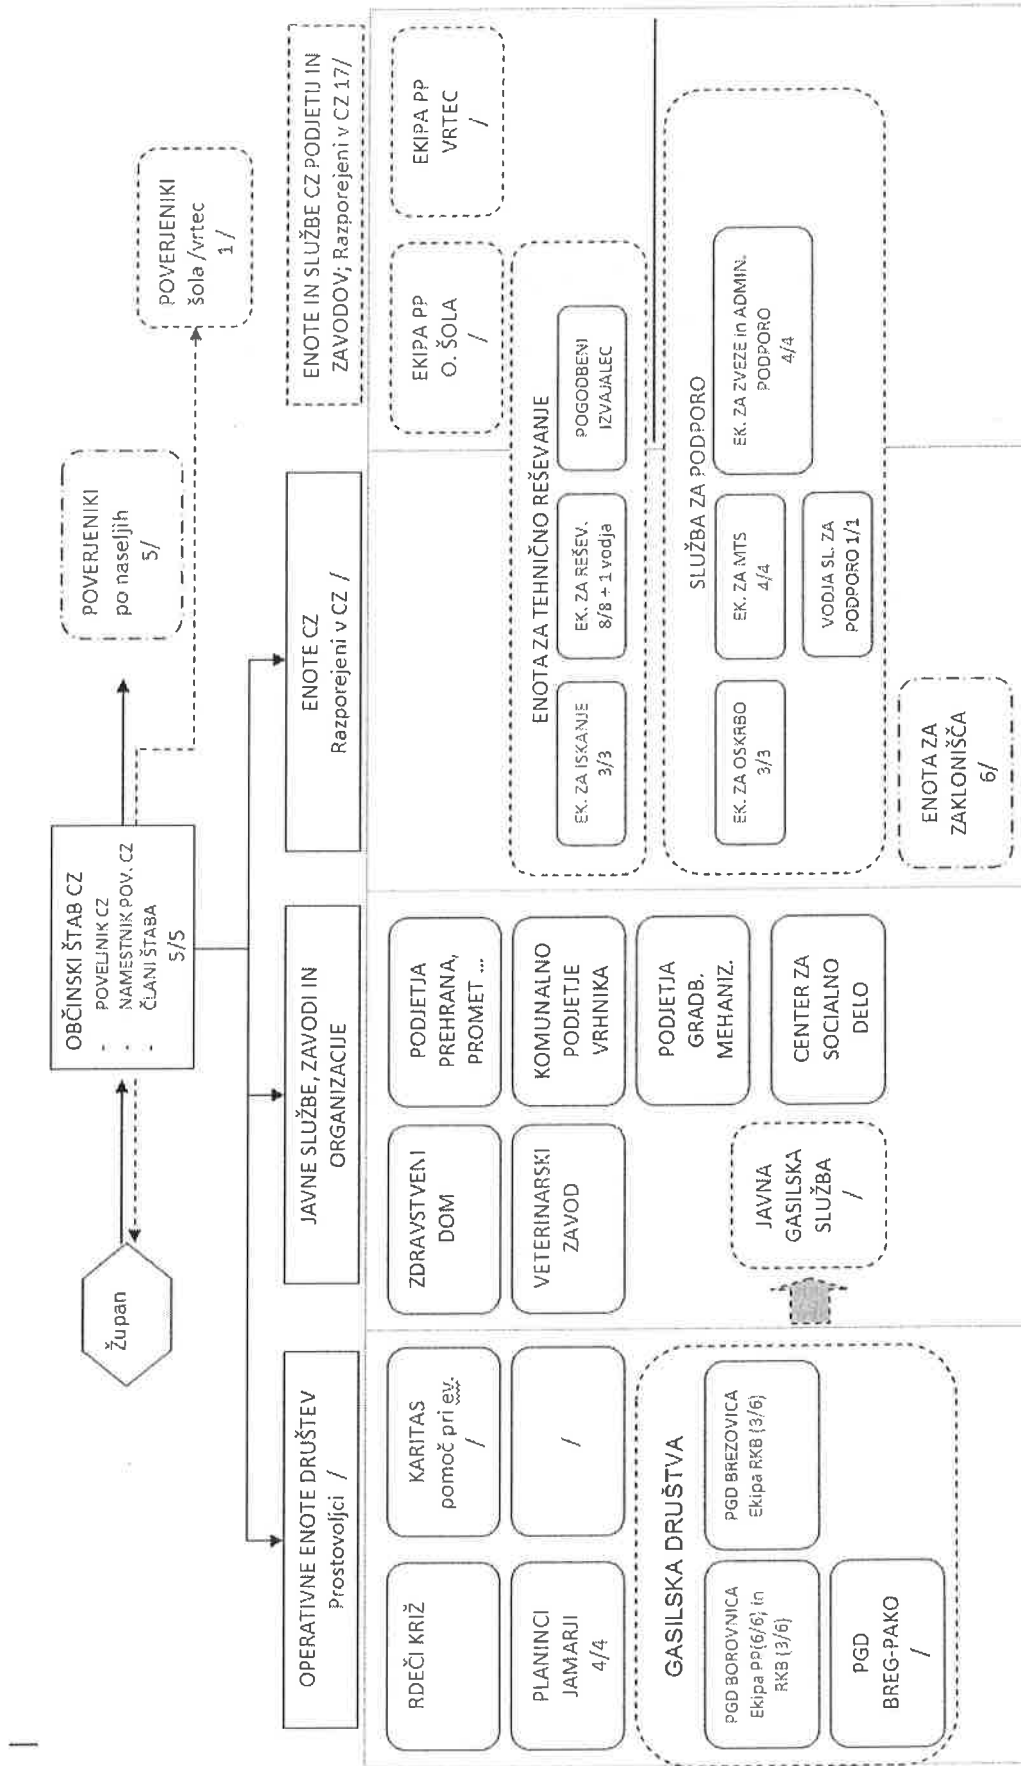 Župan
OBČINSKI ŠTAB CZ
- POVELJNIK CZ
- NAMESTNIK POV. CZ
- ČLANI ŠTABA
5/5
POVERJENIKI
po naseljih
5/
POVERJENIKI
šola /vrtec
1 /
OPERATIVNE ENOTE DRUŠTEV
Prostovoljci /
JAVNE SLUŽBE, ZAVODI IN
ORGANIZACIJE
ENOTE CZ
Razporejeni v CZ /
ENOTE IN SLUŽBE CZ PODJETIJ IN
ZAVODOV; Razporejeni v CZ 17/
RDEČI KRIŽ
KARITAS
pomoč pri ev.
/
PLANINCI
JAMARJI
4/4
/
GASILSKA DRUŠTVA
PGD BOROVNICA
Ekipa PP(6/6) in
RKB (3/6)
PGD BREZOVICA
Ekipa RKB (3/6)
PGD
BREG-PAKO
/
ZDRAVSTVENI
DOM
PODJETJA
PREHRANA,
PROMET ...
VETERINARSKI
ZAVOD
KOMUNALNO
PODJETJE
VRHNIKA
PODJETJA
GRADB.
MEHANIZ.
JAVNA
GASILSKA
SLUŽBA
/
CENTER ZA
SOCIALNO
DELO
EKIPA PP
O. ŠOLA
/
EKIPA PP
VRTEC
/
ENOTA ZA TEHNIČNO REŠEVANJE
EK. ZA ISKANJE
3/3
EK. ZA REŠEV.
8/8 + 1 vodja
POGODBENI
IZVAJALEC
SLUŽBA ZA PODPORO
EK. ZA OSKRBO
3/3
EK. ZA MTS
4/4
EK. ZA ZVEZE in ADMIN.
PODPORO
4/4
VODJA SL. ZA
PODPORO 1/1
ENOTA ZA
ZAKLONIŠČA
6/